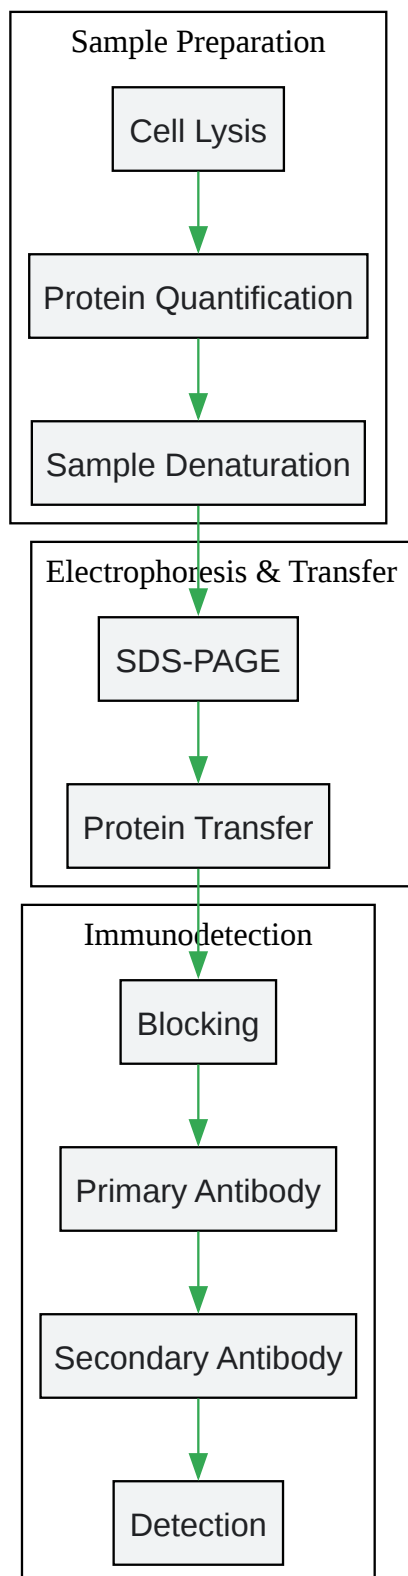 Sample Preparation
Cell Lysis
Protein Quantification
Sample Denaturation
Electrophoresis & Transfer
SDS-PAGE
Protein Transfer
Immunodetection
Blocking
Primary Antibody
Secondary Antibody
Detection